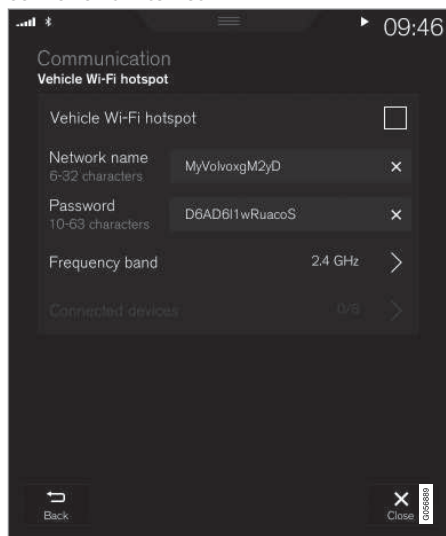 09:46
Communication
Vehicle Wi-Fi hotspot
Vehicle Wi-Fi hotspot
Network name
6-32 characters
MyVolvoxgM2yD
Password
10-63 characters
D6AD6I1wRuacoS
Frequency band
2.4 GHz
Connected devices
0/8
Back
Close
G056889